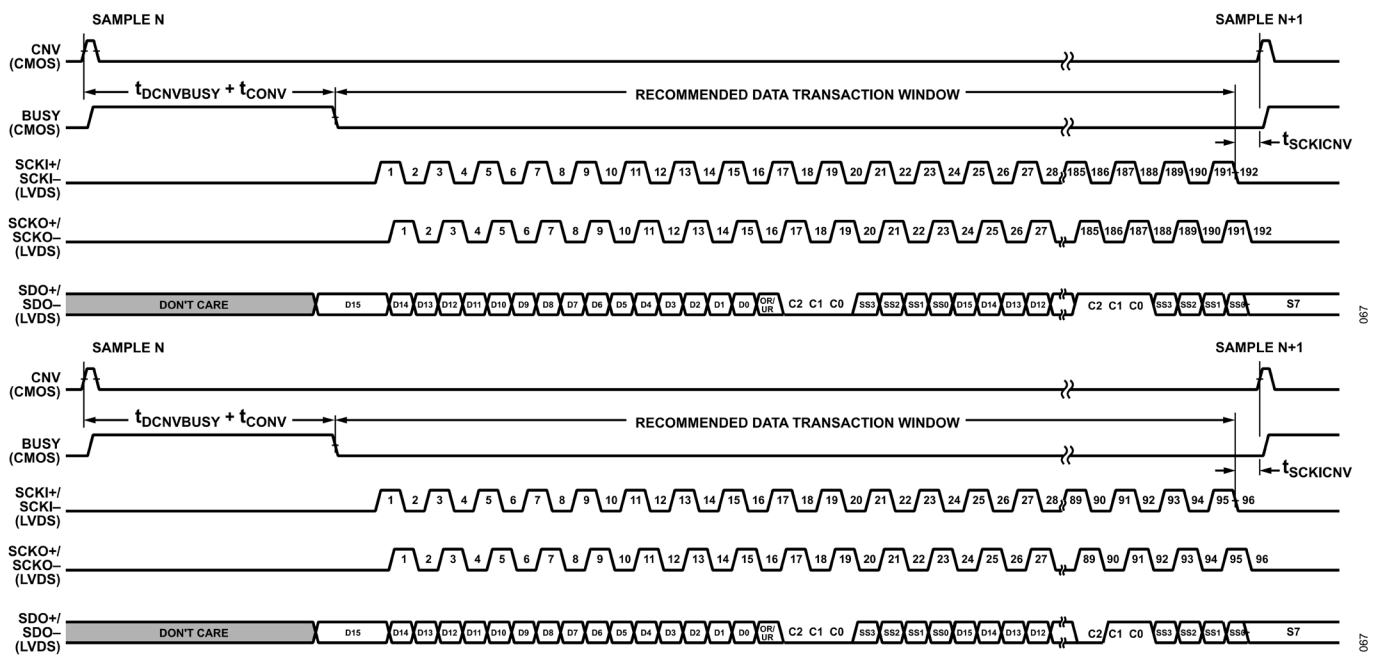 SAMPLE N
SAMPLE N+1
CNV
(CMOS)
tDCNVBUSY + tCONV
RECOMMENDED DATA TRANSACTION WINDOW
BUSY
(CMOS)
tSCKICNV
SCKI+/
SCKI–
(LVDS)
1 2 3 4 5 6 7 8 9 10 11 12 13 14 15 16 17 18 19 20 21 22 23 24 25 26 27 28 185 186 187 188 189 190 191 192
SCKO+/
SCKO–
(LVDS)
1 2 3 4 5 6 7 8 9 10 11 12 13 14 15 16 17 18 19 20 21 22 23 24 25 26 27 185 186 187 188 189 190 191 192
SDO+/
SDO–
(LVDS)
DON'T CARE D15 D14 D13 D12 D11 D10 D9 D8 D7 D6 D5 D4 D3 D2 D1 D0 OR/UR C2 C1 C0 SS3 SS2 SS1 SS0 D15 D14 D13 D12 C2 C1 C0 SS3 SS2 SS1 SS0 S7
067
SAMPLE N
SAMPLE N+1
CNV
(CMOS)
tDCNVBUSY + tCONV
RECOMMENDED DATA TRANSACTION WINDOW
BUSY
(CMOS)
tSCKICNV
SCKI+/
SCKI–
(LVDS)
1 2 3 4 5 6 7 8 9 10 11 12 13 14 15 16 17 18 19 20 21 22 23 24 25 26 27 28 89 90 91 92 93 94 95 96
SCKO+/
SCKO–
(LVDS)
1 2 3 4 5 6 7 8 9 10 11 12 13 14 15 16 17 18 19 20 21 22 23 24 25 26 27 89 90 91 92 93 94 95 96
SDO+/
SDO–
(LVDS)
DON'T CARE D15 D14 D13 D12 D11 D10 D9 D8 D7 D6 D5 D4 D3 D2 D1 D0 OR/UR C2 C1 C0 SS3 SS2 SS1 SS0 D15 D14 D13 D12 C2 C1 C0 SS3 SS2 SS1 SS0 S7
067